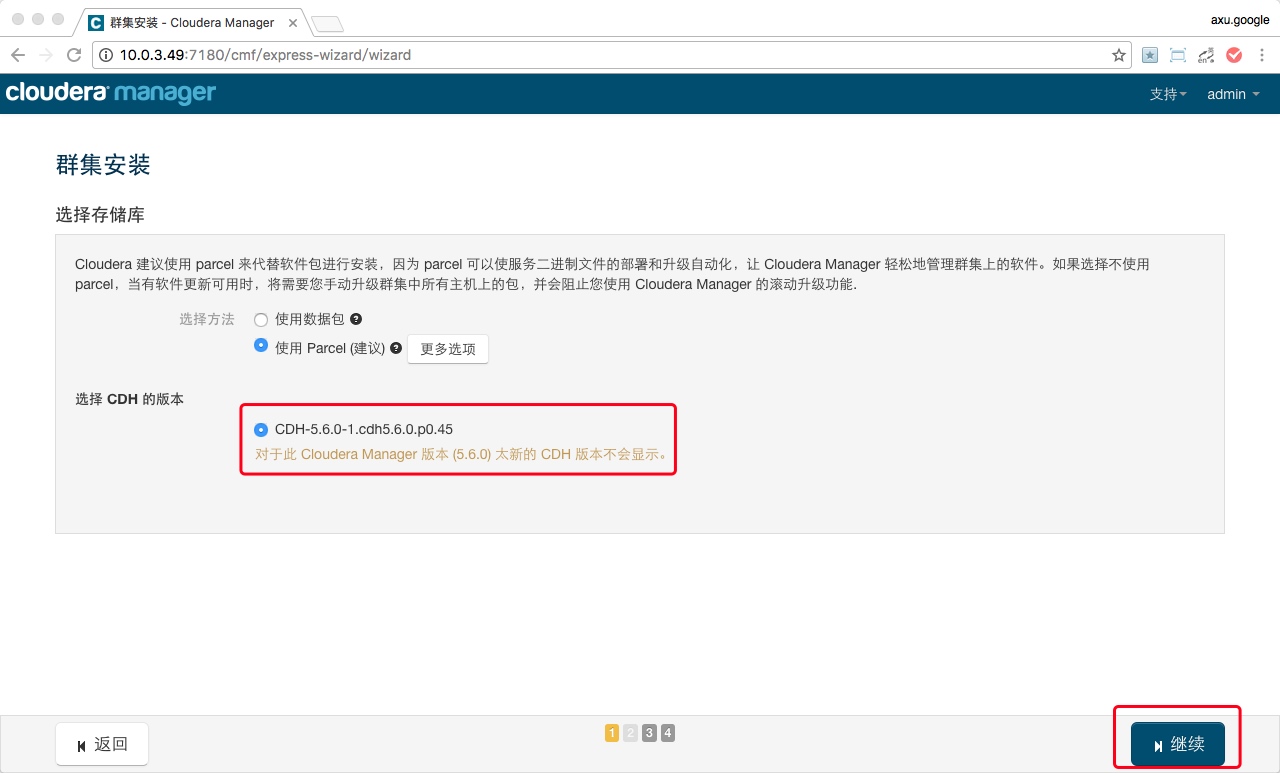 群集安装 - Cloudera Manager
axu.google
10.0.3.49:7180/cmf/express-wizard/wizard
cloudera manager
支持
admin
群集安装
选择存储库
Cloudera 建议使用 parcel 来代替软件包进行安装，因为 parcel 可以使服务二进制文件的部署和升级自动化，让 Cloudera Manager 轻松地管理群集上的软件。如果选择不使用
parcel，当有软件更新可用时，将需要您手动升级群集中所有主机上的包，并会阻止您使用 Cloudera Manager 的滚动升级功能.
选择方法
使用数据包 ?
使用 Parcel (建议) ? 更多选项
选择 CDH 的版本
CDH-5.6.0-1.cdh5.6.0.p0.45
对于此 Cloudera Manager 版本 (5.6.0) 太新的 CDH 版本不会显示。
返回
1 2 3 4
继续